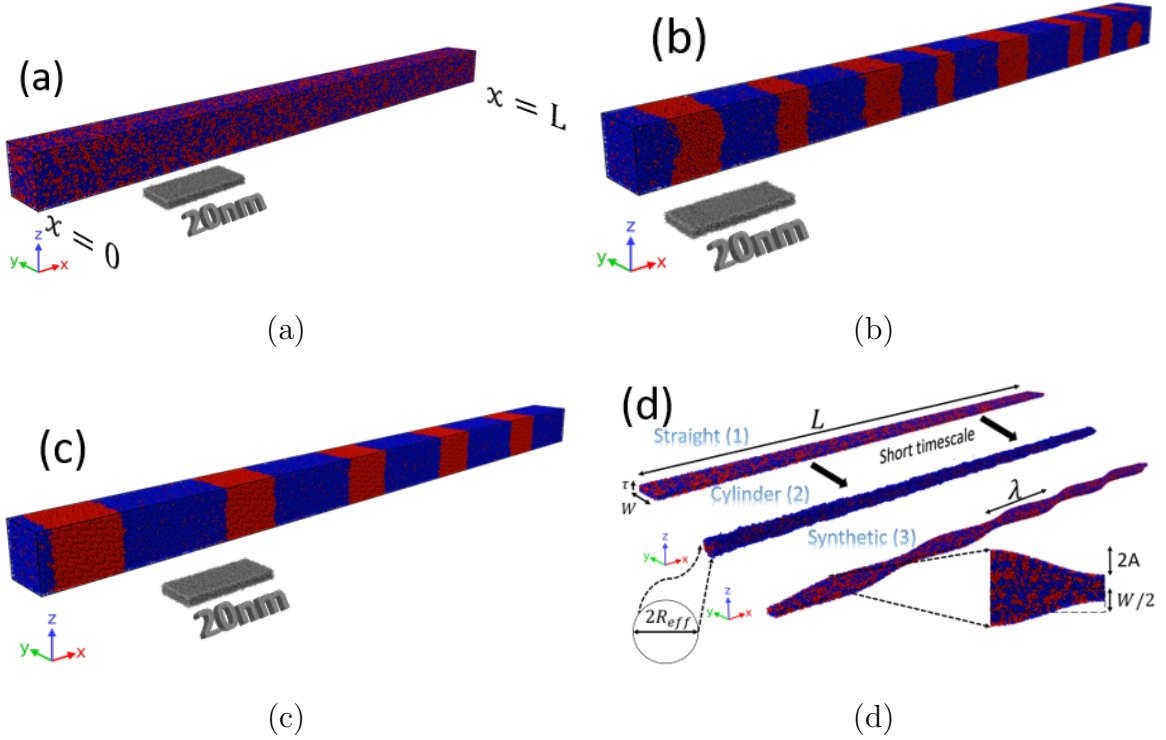 (a)
x = L
20nm
x = 0
z
y
x
(a)
(b)
20nm
z
y
x
(b)
(c)
20nm
z
y
x
(c)
(d)
L
Straight (1)
Short timescale
τ
W
Cylinder (2)
λ
Synthetic (3)
z
y
x
2A
W/2
z
y
x
2R_eff
(d)